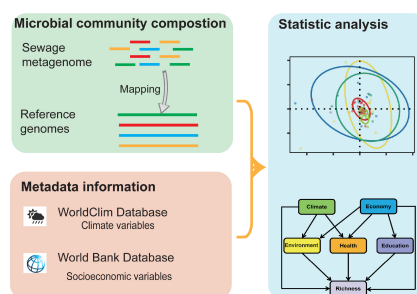 Microbial community compostion
Sewage
metagenome
Mapping
Reference
genomes
Metadata information
WorldClim Database
Climate variables
World Bank Database
Socioeconomic variables
Statistic analysis
Climate
Economy
Environment
Health
Education
Richness